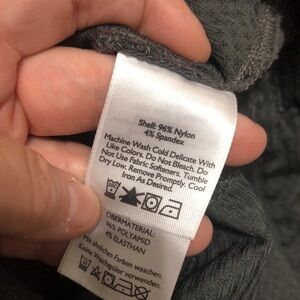 Shell: 96% Nylon
4% Spandex
Machine Wash Cold Delicate With
Like Colors. Do Not Bleach. Do
Not Use Fabric Softeners. Tumble
Dry Low. Remove Promptly. Cool
Iron As Desired.
OBERMATERIAL:
96% POLYAMID
4% ELASTHAN
Mit ähnlichen Farben waschen.
Keine Weichspüler verwenden.